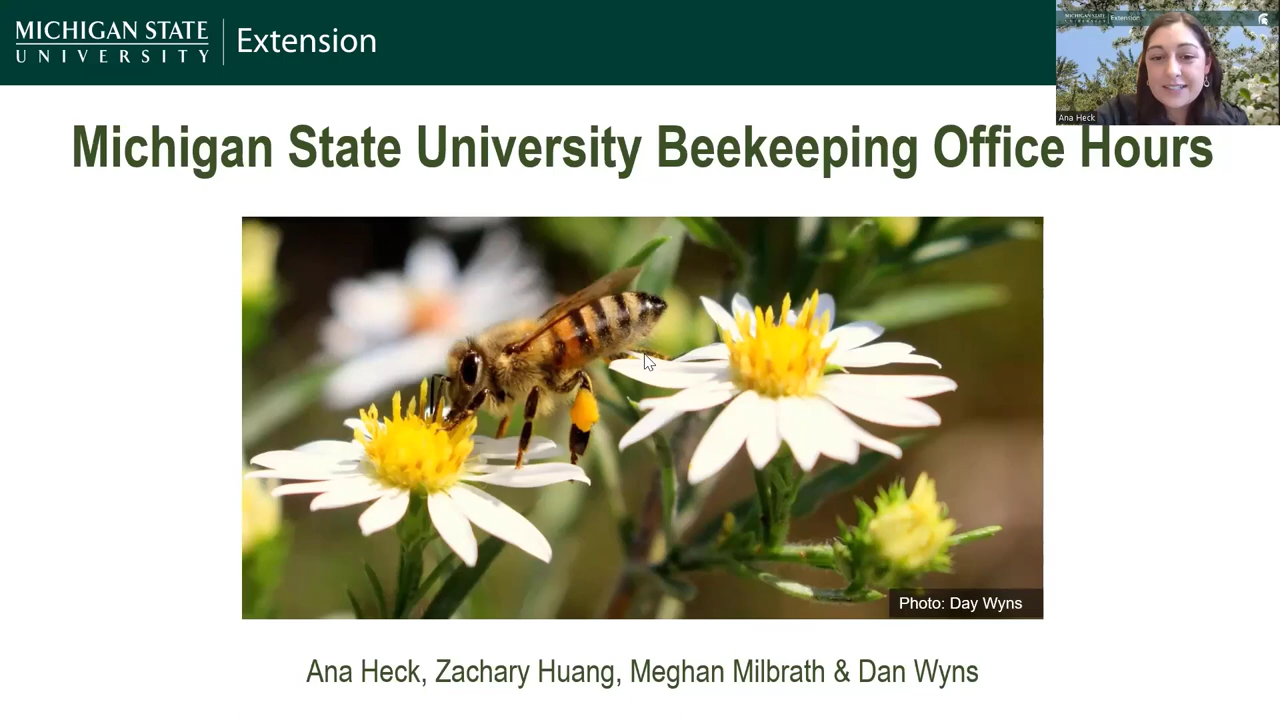 MICHIGAN STATE
UNIVERSITY
Extension
Ana Heck
Michigan State University Beekeeping Office Hours
Photo: Day Wyns
Ana Heck, Zachary Huang, Meghan Milbrath & Dan Wyns